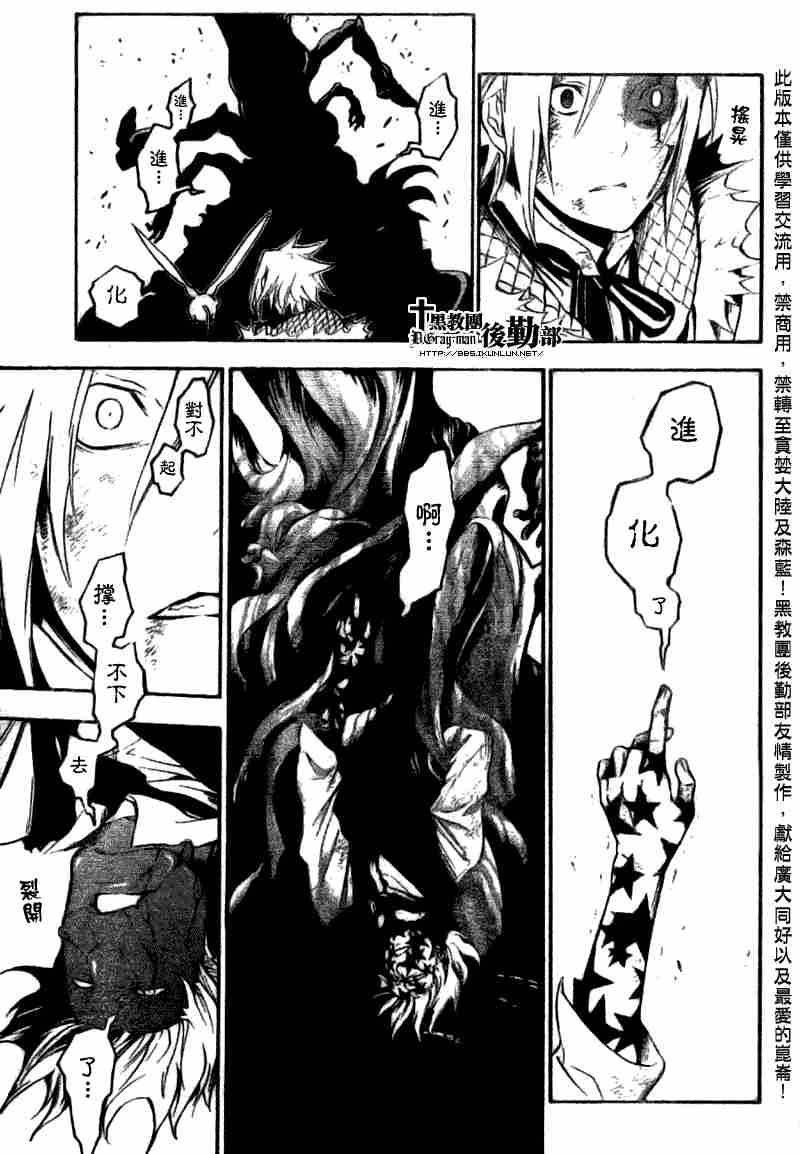 搖晃
進…
進…
進…
化
十黑教團
D.Gray-man
後勤部
HTTP://BBS.IKUNLUN.NET/
進
化
了
啊…
對不
起
撐…
不下
去
裂開
了…
此版本僅供學習交流用，禁商用，禁轉至貪婪大陸及森藍！黑教團後勤部友情製作，獻給廣大同好以及最愛的崑崙！